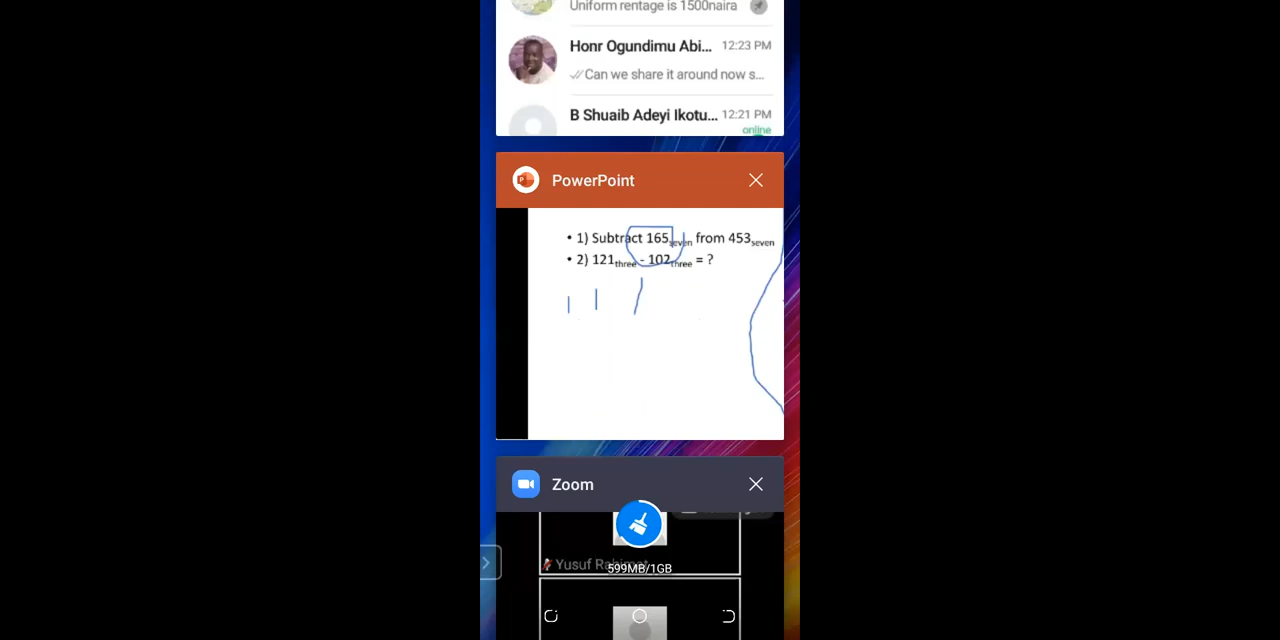 Uniform rentage is 1500naira
Honr Ogundimu Abi... 12:23 PM
Can we share it around now s...
B Shuaib Adeyi Ikotu... 12:21 PM
online
PowerPoint
• 1) Subtract 165seven from 453seven
• 2) 121three - 102three = ?
Zoom
Yusuf
599MB/1GB